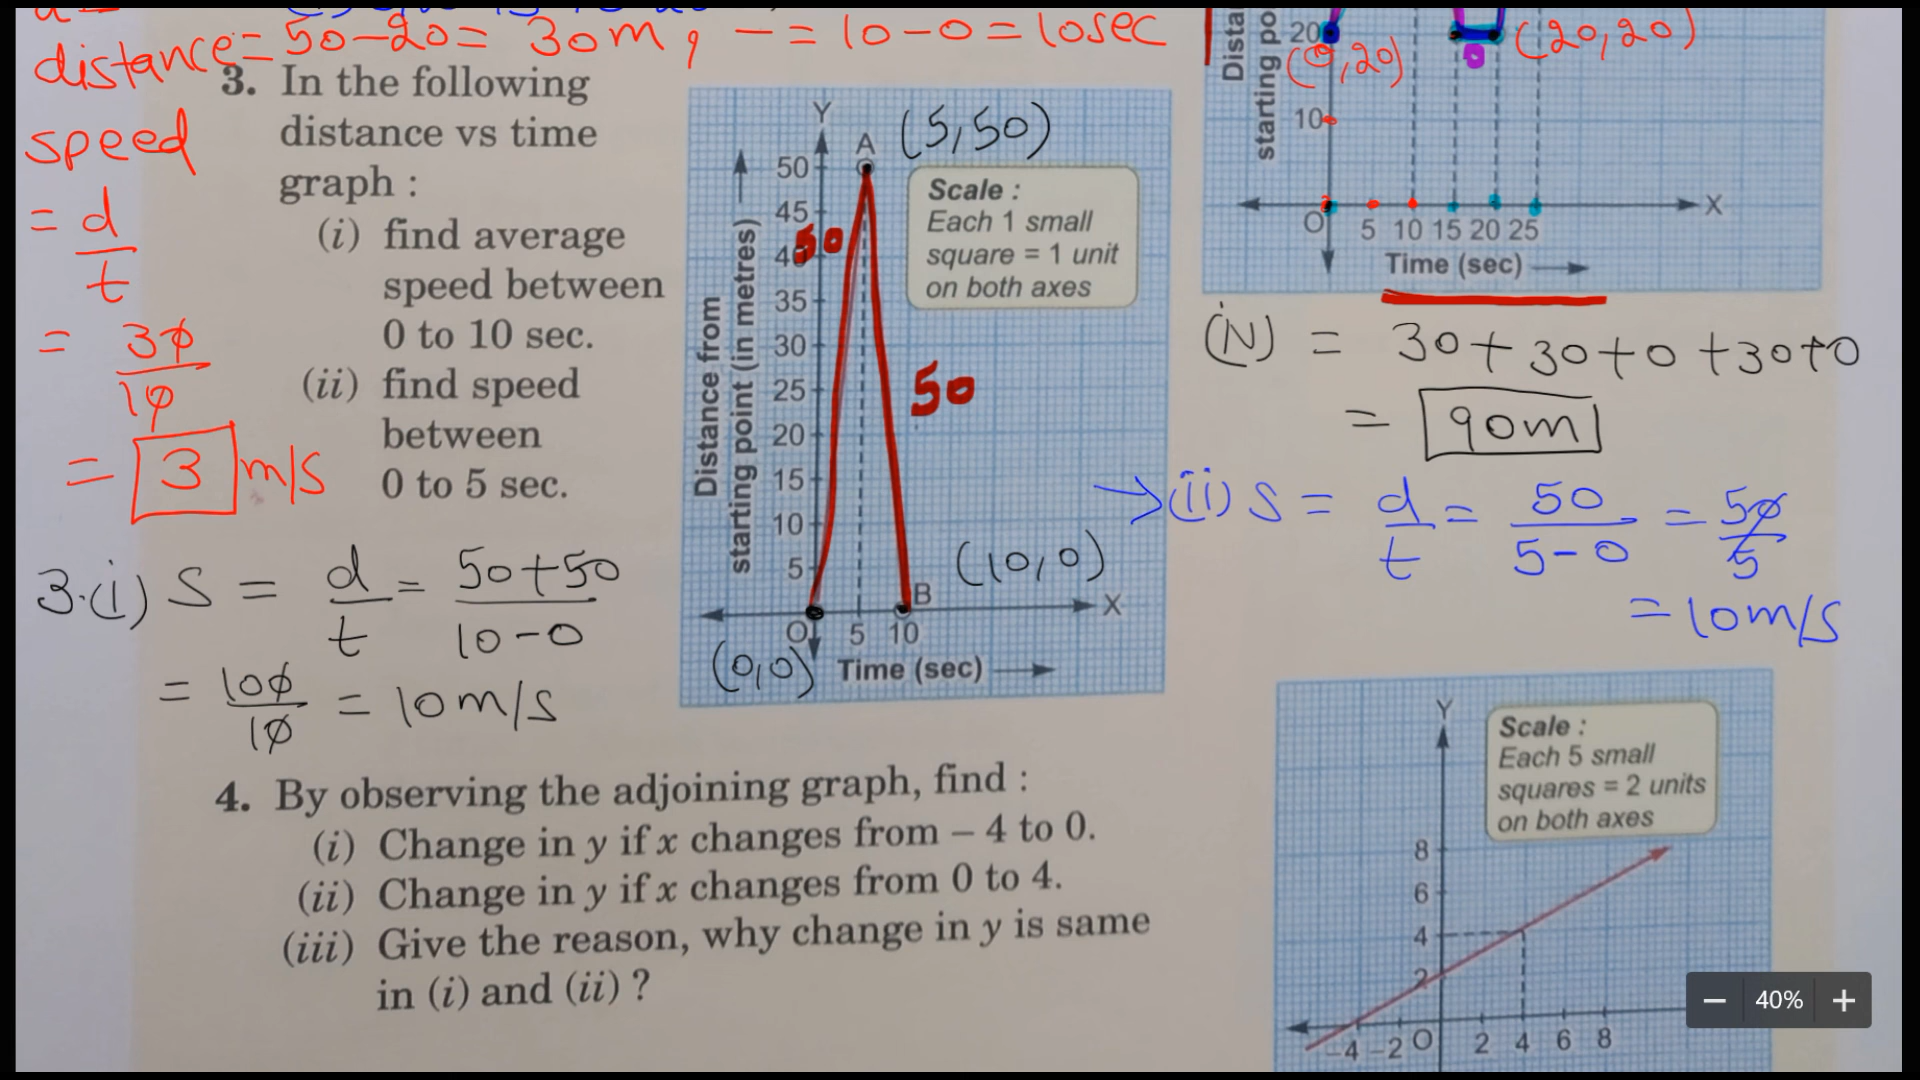 distance = 50-20 = 30m, - = 10-0 = 10sec
speed
= d/t
= 30/10
= 3 m/s
3. In the following
distance vs time
graph :
(i) find average
speed between
0 to 10 sec.
(ii) find speed
between
0 to 5 sec.
3.(i) S = d/t = 50+50/10-0
= 100/10 = 10m/s
Y
A (5,50)
50
45
40
35
30
25
20
15
10
5
50
50
Distance from
starting point (in metres)
Scale :
Each 1 small
square = 1 unit
on both axes
B (10,0)
X
O 5 10
(0,0) Time (sec)
20
(0,20)
(20,20)
10
starting po
Dista
O 5 10 15 20 25
X
Time (sec)
(iv) = 30+30+0+30+0
= 90m
(ii) S = d/t = 50/5-0 = 50/5
= 10m/s
4. By observing the adjoining graph, find :
(i) Change in y if x changes from – 4 to 0.
(ii) Change in y if x changes from 0 to 4.
(iii) Give the reason, why change in y is same
in (i) and (ii) ?
Y
Scale :
Each 5 small
squares = 2 units
on both axes
8
6
4
2
-4 -2 O 2 4 6 8
40%